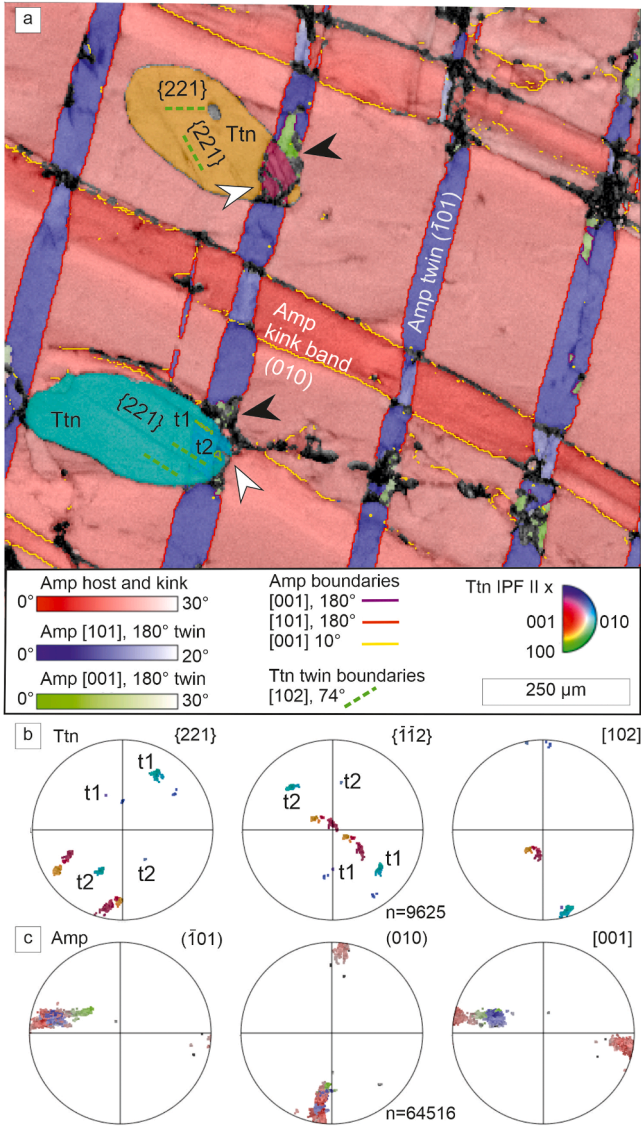 a
{221}
Ttn
{221}
Amp twin (1̄01)
Amp
kink band
(010)
{221}
Ttn
t1
t2
Amp host and kink
0° 30°
Amp [101], 180° twin
0° 20°
Amp [001], 180° twin
0° 30°
Amp boundaries
[001], 180°
[101], 180°
[001] 10°
Ttn twin boundaries
[102], 74°
Ttn IPF II x
001 010
100
250 µm
b Ttn {221} {1̄1̄2} [102]
t1
t1
t2
t2
t2
t2
t1
t1
n=9625
c Amp (1̄01) (010) [001]
n=64516